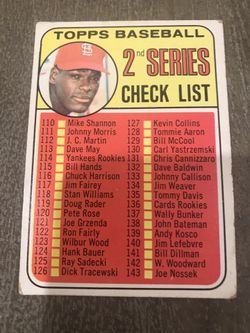 TOPPS BASEBALL
2nd SERIES
CHECK LIST
110 Mike Shannon
111 Johnny Morris
112 J. C. Martin
113 Dave May
114 Yankees Rookies
115 Bill Hands
116 Chuck Harrison
117 Jim Fairey
118 Stan Williams
119 Doug Rader
120 Pete Rose
121 Joe Grzenda
122 Ron Fairly
123 Wilbur Wood
124 Hank Bauer
125 Ray Sadecki
126 Dick Tracewski
127 Kevin Collins
128 Tommie Aaron
129 Bill McCool
130 Carl Yastrzemski
131 Chris Cannizzaro
132 Dave Baldwin
133 Johnny Callison
134 Jim Weaver
135 Tommy Davis
136 Cards Rookies
137 Wally Bunker
138 John Bateman
139 Andy Kosco
140 Jim Lefebvre
141 Bill Dillman
142 W. Woodward
143 Joe Nossek